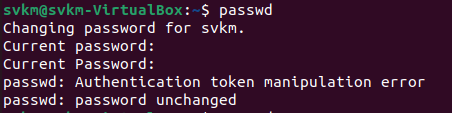 svkm@svkm-VirtualBox:~$ passwd
Changing password for svkm.
Current password:
Current Password:
passwd: Authentication token manipulation error
passwd: password unchanged